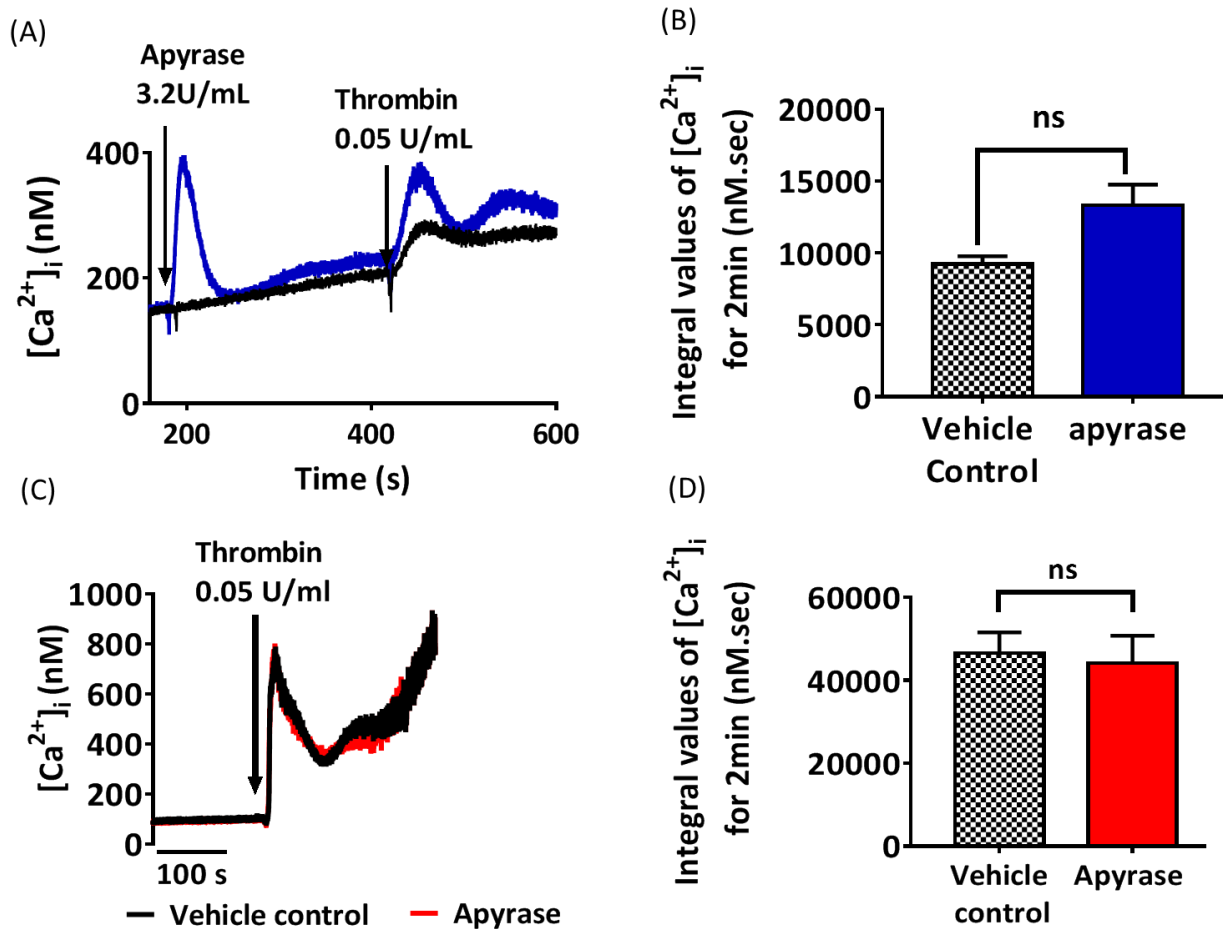 (A)
Apyrase
3.2U/mL
Thrombin
0.05 U/mL
400
200
0
[Ca²⁺]ᵢ (nM)
200
400
600
Time (s)
(B)
Integral values of [Ca²⁺]ᵢ
for 2min (nM.sec)
20000
15000
10000
5000
0
ns
Vehicle
Control
apyrase
(C)
Thrombin
0.05 U/ml
1000
800
600
400
200
0
[Ca²⁺]ᵢ (nM)
100 s
Vehicle control
Apyrase
(D)
Integral values of [Ca²⁺]ᵢ
for 2min (nM.sec)
60000
40000
20000
0
ns
Vehicle
control
Apyrase